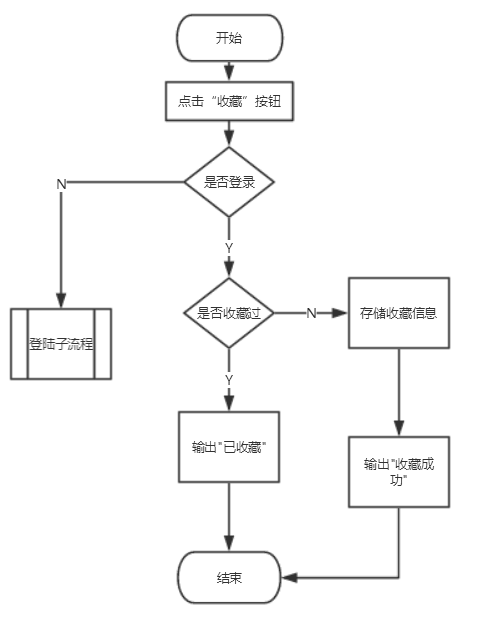 开始
点击“收藏”按钮
是否登录
N
Y
是否收藏过
N
存储收藏信息
登陆子流程
Y
输出"已收藏"
输出"收藏成
功"
结束